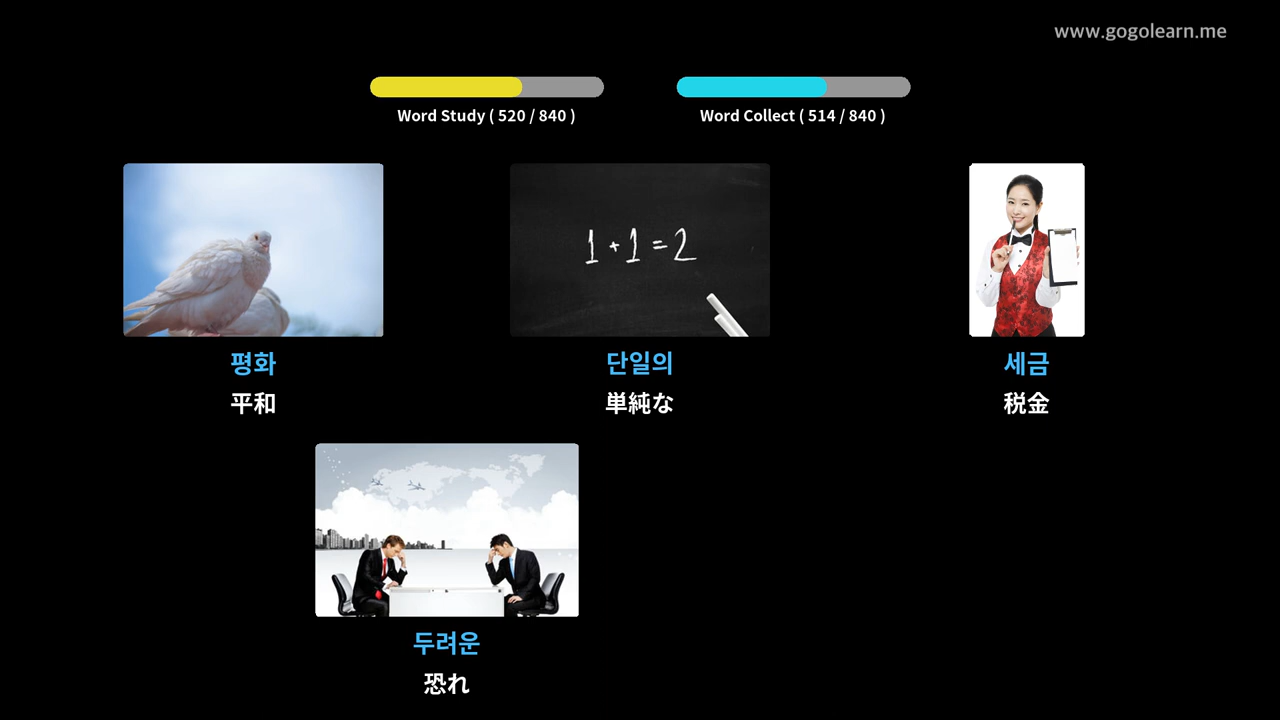 www.gogolearn.me
Word Study ( 520 / 840 )
Word Collect ( 514 / 840 )
1+1=2
평화
平和
단일의
単純な
세금
税金
두려운
恐れ